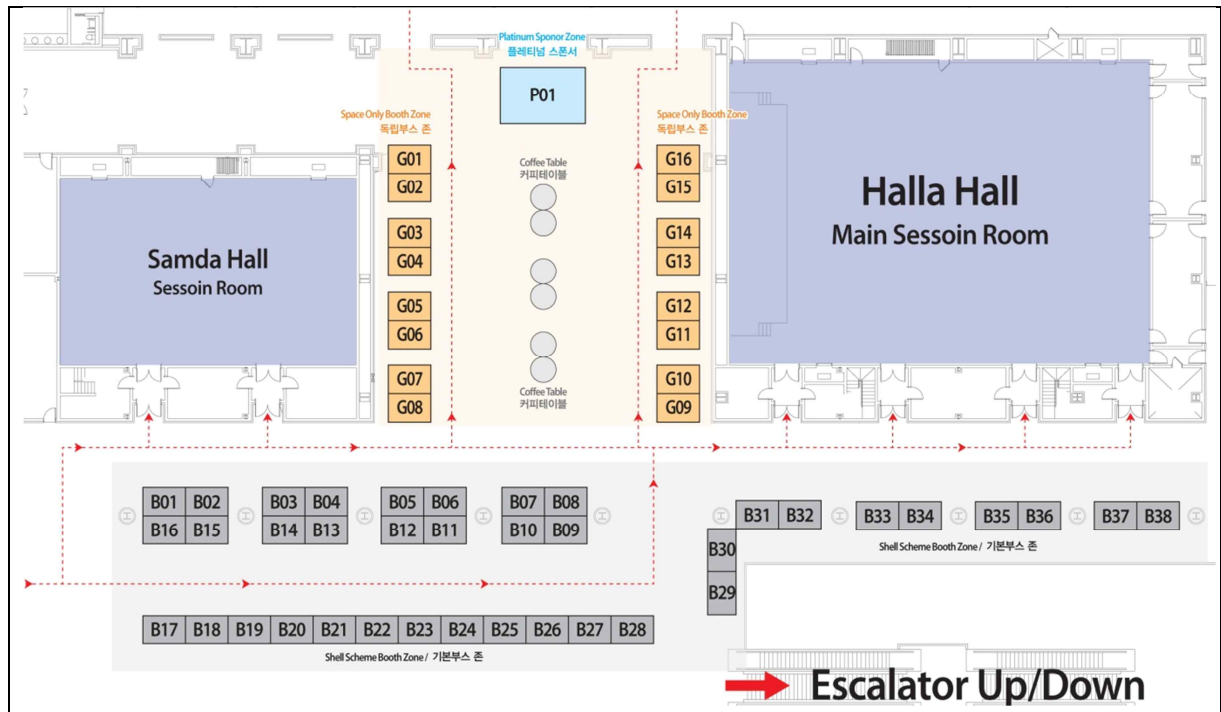 Platinum Sponor Zone
플레티넘 스폰서
P01
Space Only Booth Zone
독립부스 존
Space Only Booth Zone
독립부스 존
G01
G02
G03
G04
G05
G06
G07
G08
Coffee Table
커피테이블
Coffee Table
커피테이블
G16
G15
G14
G13
G12
G11
G10
G09
Samda Hall
Sessoin Room
Halla Hall
Main Sessoin Room
B01 B02 B03 B04 B05 B06 B07 B08
B16 B15 B14 B13 B12 B11 B10 B09
B31 B32 B33 B34 B35 B36 B37 B38
Shell Scheme Booth Zone / 기본부스 존
B30
B29
B17 B18 B19 B20 B21 B22 B23 B24 B25 B26 B27 B28
Shell Scheme Booth Zone / 기본부스 존
Escalator Up/Down